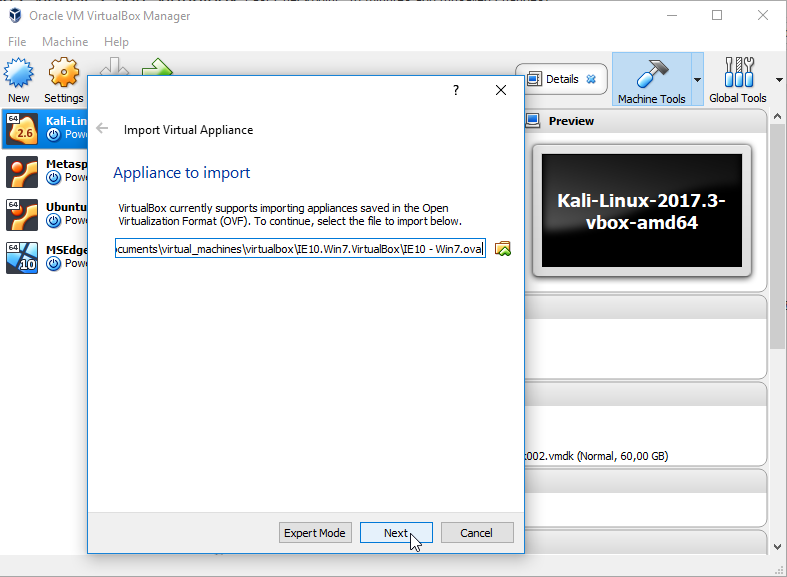 Oracle VM VirtualBox Manager
File Machine Help
New
Settings
Details
Machine Tools
Global Tools
64
2.6
Kali-Lin
Powe
Metasp
Powe
64
Ubuntu
Powe
64
10
MSEdge
Powe
?
Import Virtual Appliance
Appliance to import
VirtualBox currently supports importing appliances saved in the Open
Virtualization Format (OVF). To continue, select the file to import below.
ocuments\virtual_machines\virtualbox\IE10.Win7.VirtualBox\IE10 - Win7.ova
Expert Mode
Next
Cancel
Preview
Kali-Linux-2017.3-
vbox-amd64
002.vmdk (Normal, 60,00 GB)